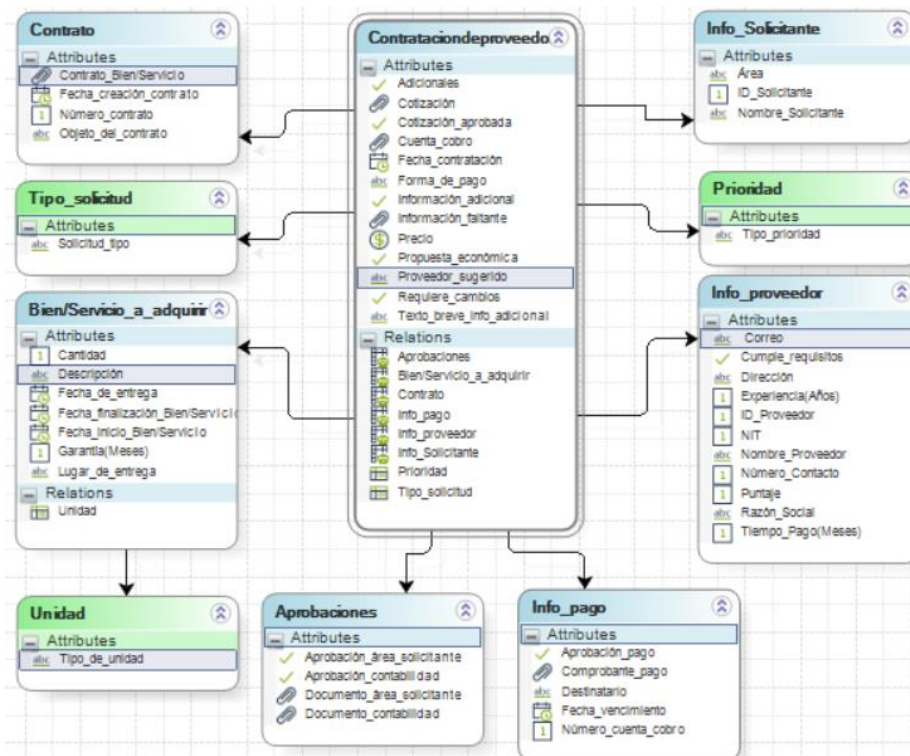 Contrato
Attributes
Contrato_Bien/Servicio
Fecha_creación_contrato
Número_contrato
Objeto_del_contrato
Tipo_solicitud
Attributes
Solicitud_tipo
Bien/Servicio_a_adquirir
Attributes
Cantidad
Descripción
Fecha_de_entrega
Fecha_finalización_Bien/Servicio
Fecha_Inicio_Bien/Servicio
Garantía(Meses)
Lugar_de_entrega
Relations
Unidad
Unidad
Attributes
Tipo_de_unidad
Contrataciondeproveedo
Attributes
Adicionales
Cotización
Cotización_aprobada
Cuenta_cobro
Fecha_contratación
Forma_de_pago
Información_adicional
Información_faltante
Precio
Propuesta_económica
Proveedor_sugerido
Requiere_cambios
Texto_breve_info_adicional
Relations
Aprobaciones
Bien/Servicio_a_adquirir
Contrato
Info_pago
Info_proveedor
Info_Solicitante
Prioridad
Tipo_solicitud
Aprobaciones
Attributes
Aprobación_área_solicitante
Aprobación_contabilidad
Documento_área_solicitante
Documento_contabilidad
Info_pago
Attributes
Aprobación_pago
Comprobante_pago
Destinatario
Fecha_vencimiento
Número_cuenta_cobro
Info_Solicitante
Attributes
Área
ID_Solicitante
Nombre_Solicitante
Prioridad
Attributes
Tipo_prioridad
Info_proveedor
Attributes
Correo
Cumple_requisitos
Dirección
Experiencia(Años)
ID_Proveedor
NIT
Nombre_Proveedor
Número_Contacto
Puntaje
Razón_Social
Tiempo_Pago(Meses)